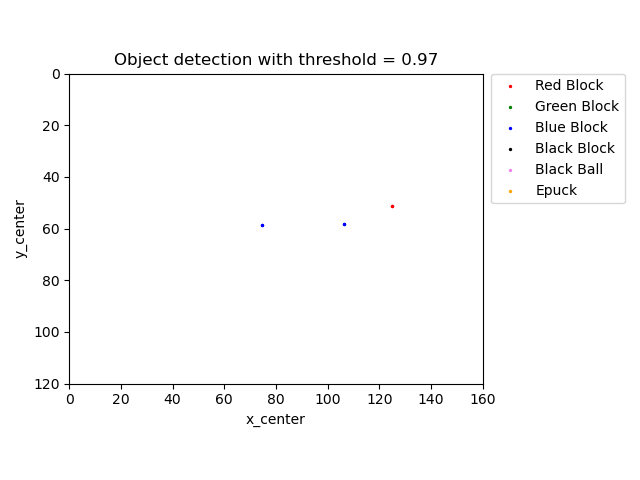 Object detection with threshold = 0.97
0
20
40
60
80
100
120
y_center
0 20 40 60 80 100 120 140 160
x_center
Red Block
Green Block
Blue Block
Black Block
Black Ball
Epuck